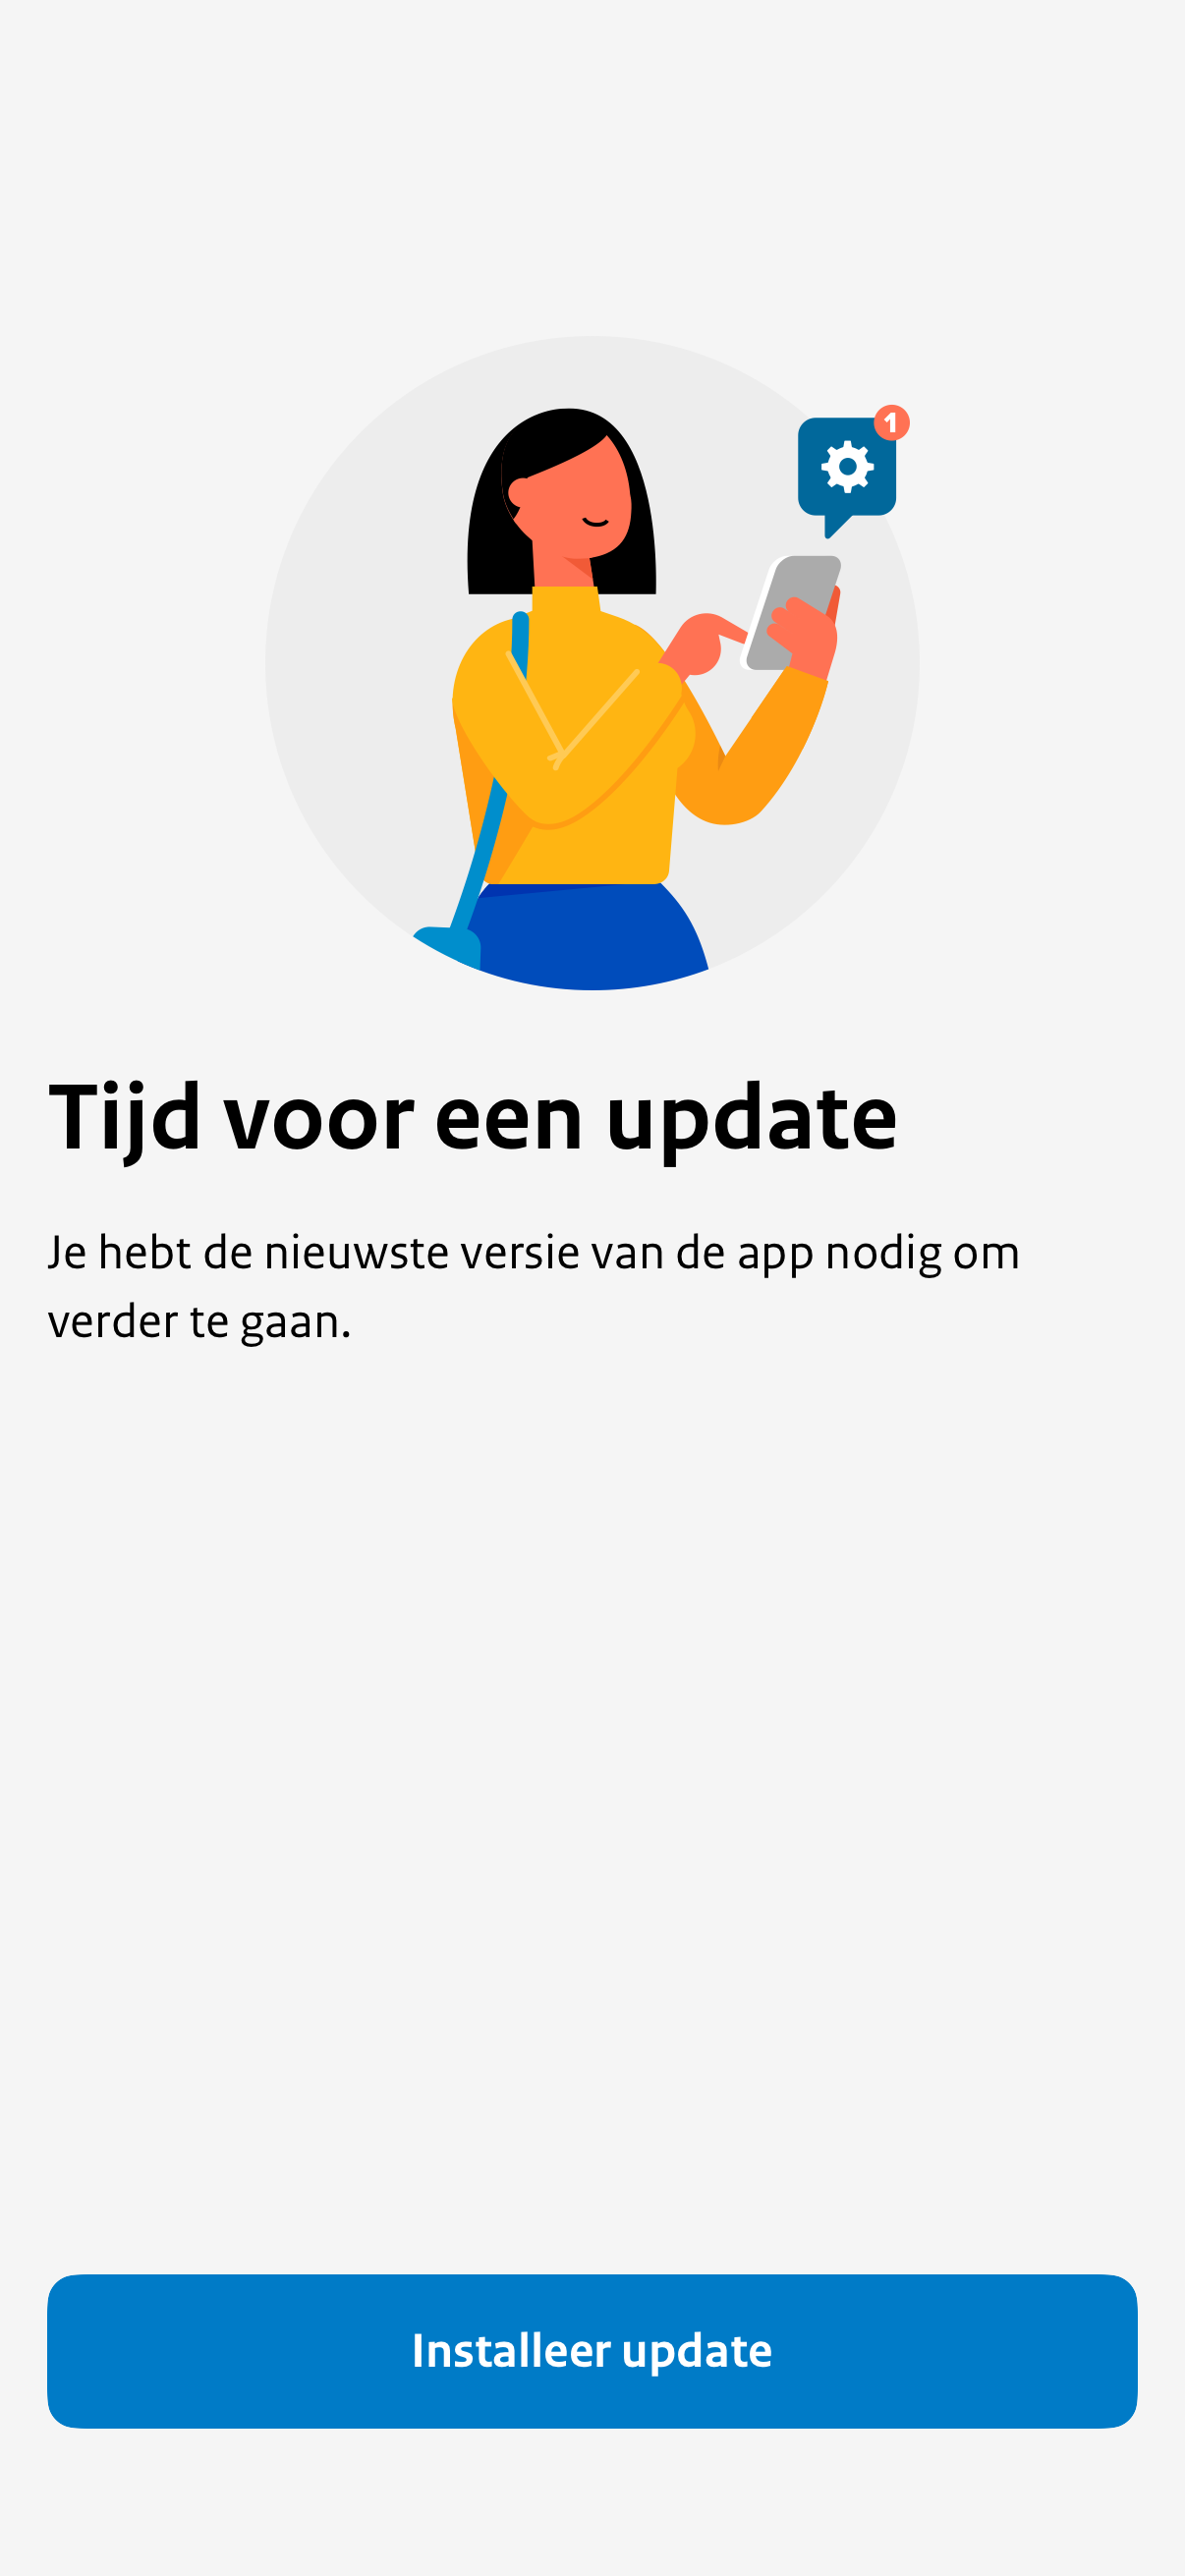 1
Tijd voor een update
Je hebt de nieuwste versie van de app nodig om
verder te gaan.
Installeer update